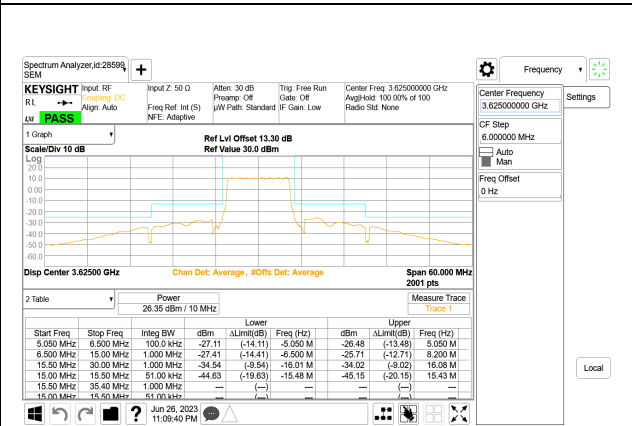 Spectrum Analyzer,id:28599,
SEM
Frequency
KEYSIGHT
RL
LXI PASS
Input: RF
Coupling: DC
Align: Auto
Input Z: 50 Ω
Freq Ref: Int (S)
NFE: Adaptive
Atten: 30 dB
Preamp: Off
µW Path: Standard
Trig: Free Run
Gate: Off
IF Gain: Low
Center Freq: 3.625000000 GHz
Avg|Hold: 100.00% of 100
Radio Std: None
Center Frequency
3.625000000 GHz
Settings
CF Step
6.000000 MHz
Auto
Man
Freq Offset
0 Hz
1 Graph
Scale/Div 10 dB
Ref Lvl Offset 13.30 dB
Ref Value 30.0 dBm
Log
20.0
10.0
0.00
-10.0
-20.0
-30.0
-40.0
-50.0
-60.0
Disp Center 3.62500 GHz
Chan Det: Average, #Offs Det: Average
Span 60.000 MHz
2001 pts
2 Table
Power
26.35 dBm / 10 MHz
Measure Trace
Trace 1
Lower Upper
Start Freq Stop Freq Integ BW dBm ΔLimit(dB) Freq (Hz) dBm ΔLimit(dB) Freq (Hz)
5.050 MHz 6.500 MHz 100.0 kHz -27.11 (-14.11) -5.050 M -26.48 (-13.48) 5.050 M
6.500 MHz 15.00 MHz 1.000 MHz -27.41 (-14.41) -6.500 M -25.71 (-12.71) 8.200 M
15.50 MHz 30.00 MHz 1.000 MHz -34.54 (-9.54) -16.01 M -34.02 (-9.02) 16.08 M
15.00 MHz 15.50 MHz 51.00 kHz -44.63 (-19.63) -15.48 M -45.15 (-20.15) 15.43 M
15.50 MHz 35.40 MHz 1.000 MHz --- (---) --- (---)
15.00 MHz 15.50 MHz 51.00 kHz --- (---) --- (---)
Local
? Jun 26, 2023
11:09:40 PM